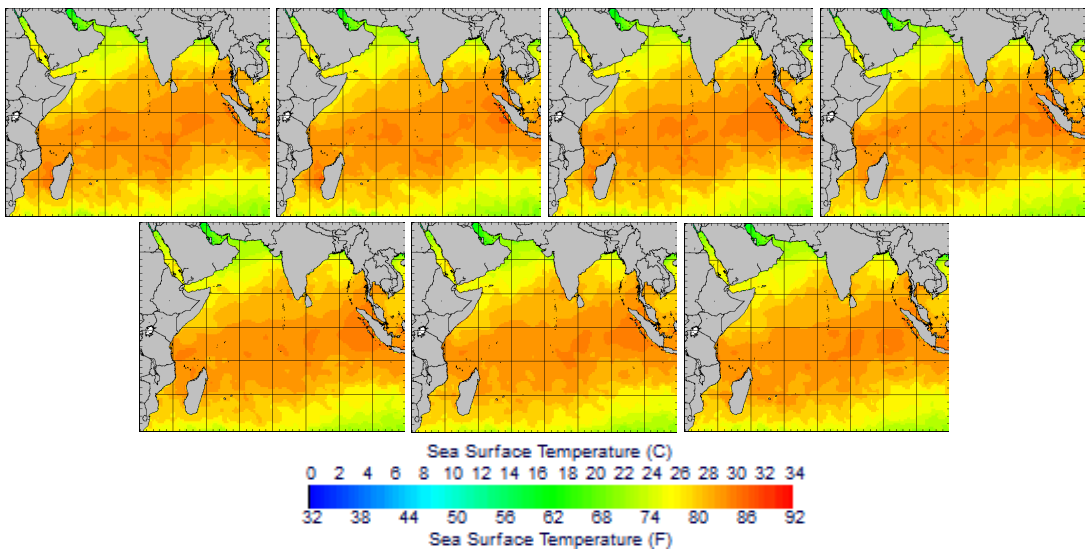 Sea Surface Temperature (C)
0 2 4 6 8 10 12 14 16 18 20 22 24 26 28 30 32 34
32 38 44 50 56 62 68 74 80 86 92
Sea Surface Temperature (F)